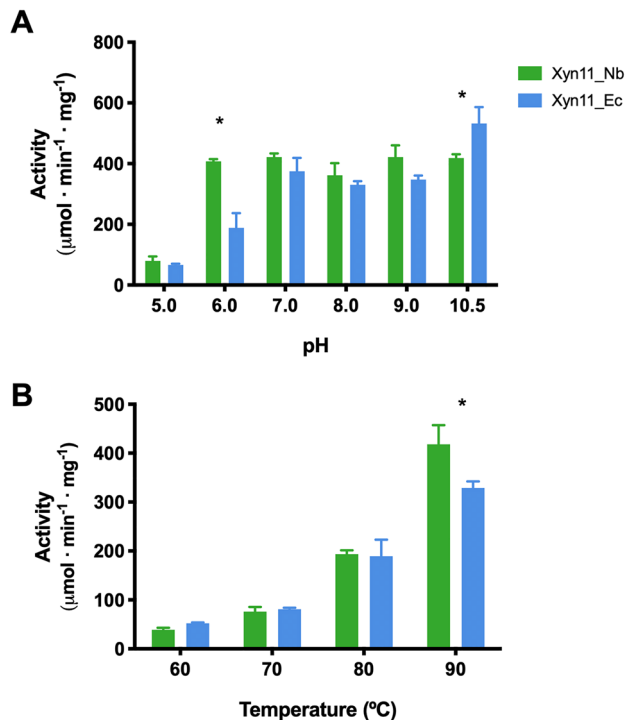 A
800
600
400
200
0
Activity
(μmol · min-1 · mg-1)
*
*
5.0 6.0 7.0 8.0 9.0 10.5
pH
Xyn11_Nb
Xyn11_Ec
B
500
400
300
200
100
0
Activity
(μmol · min-1 · mg-1)
*
60 70 80 90
Temperature (ºC)